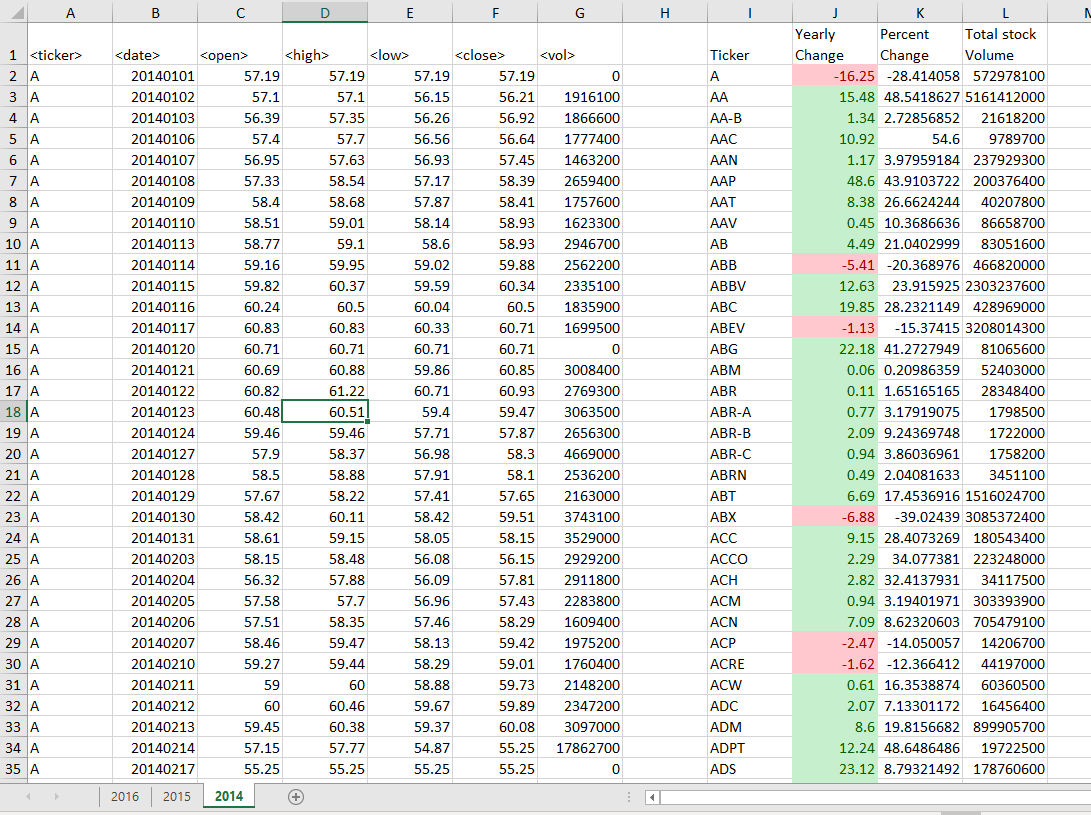 A B C D E F G H I J K L
1 <ticker> <date> <open> <high> <low> <close> <vol> Ticker Yearly Change Percent Change Total stock Volume
2 A 20140101 57.19 57.19 57.19 57.19 0 A -16.25 -28.414058 572978100
3 A 20140102 57.1 57.1 56.15 56.21 1916100 AA 15.48 48.5418627 5161412000
4 A 20140103 56.39 57.35 56.26 56.92 1866600 AA-B 1.34 2.72856852 21618200
5 A 20140106 57.4 57.7 56.56 56.64 1777400 AAC 10.92 54.6 9789700
6 A 20140107 56.95 57.63 56.93 57.45 1463200 AAN 1.17 3.97959184 237929300
7 A 20140108 57.33 58.54 57.17 58.39 2659400 AAP 48.6 43.9103722 200376400
8 A 20140109 58.4 58.68 57.87 58.41 1757600 AAT 8.38 26.6624244 40207800
9 A 20140110 58.51 59.01 58.14 58.93 1623300 AAV 0.45 10.3686636 86658700
10 A 20140113 58.77 59.1 58.6 58.93 2946700 AB 4.49 21.0402999 83051600
11 A 20140114 59.16 59.95 59.02 59.88 2562200 ABB -5.41 -20.368976 466820000
12 A 20140115 59.82 60.37 59.59 60.34 2335100 ABBV 12.63 23.915925 2303237600
13 A 20140116 60.24 60.5 60.04 60.5 1835900 ABC 19.85 28.2321149 428969000
14 A 20140117 60.83 60.83 60.33 60.71 1699500 ABEV -1.13 -15.37415 3208014300
15 A 20140120 60.71 60.71 60.71 60.71 0 ABG 22.18 41.2727949 81065600
16 A 20140121 60.69 60.88 59.86 60.85 3008400 ABM 0.06 0.20986359 52403000
17 A 20140122 60.82 61.22 60.71 60.93 2769300 ABR 0.11 1.65165165 28348400
18 A 20140123 60.48 60.51 59.4 59.47 3063500 ABR-A 0.77 3.17919075 1798500
19 A 20140124 59.46 59.46 57.71 57.87 2656300 ABR-B 2.09 9.24369748 1722000
20 A 20140127 57.9 58.37 56.98 58.3 4669000 ABR-C 0.94 3.86036961 1758200
21 A 20140128 58.5 58.88 57.91 58.1 2536200 ABRN 0.49 2.04081633 3451100
22 A 20140129 57.67 58.22 57.41 57.65 2163000 ABT 6.69 17.4536916 1516024700
23 A 20140130 58.42 60.11 58.42 59.51 3743100 ABX -6.88 -39.02439 3085372400
24 A 20140131 58.61 59.15 58.05 58.15 3529000 ACC 9.15 28.4073269 180543400
25 A 20140203 58.15 58.48 56.08 56.15 2929200 ACCO 2.29 34.077381 223248000
26 A 20140204 56.32 57.88 56.09 57.81 2911800 ACH 2.82 32.4137931 34117500
27 A 20140205 57.58 57.7 56.96 57.43 2283800 ACM 0.94 3.19401971 303393900
28 A 20140206 57.51 58.35 57.46 58.29 1609400 ACN 7.09 8.62320603 705479100
29 A 20140207 58.46 59.47 58.13 59.42 1975200 ACP -2.47 -14.050057 14206700
30 A 20140210 59.27 59.44 58.29 59.01 1760400 ACRE -1.62 -12.366412 44197000
31 A 20140211 59 60 58.88 59.73 2148200 ACW 0.61 16.3538874 60360500
32 A 20140212 60 60.46 59.67 59.89 2347200 ADC 2.07 7.13301172 16456400
33 A 20140213 59.45 60.38 59.37 60.08 3097000 ADM 8.6 19.8156682 899905700
34 A 20140214 57.15 57.77 54.87 55.25 17862700 ADPT 12.24 48.6486486 19722500
35 A 20140217 55.25 55.25 55.25 55.25 0 ADS 23.12 8.79321492 178760600
2016 2015 2014